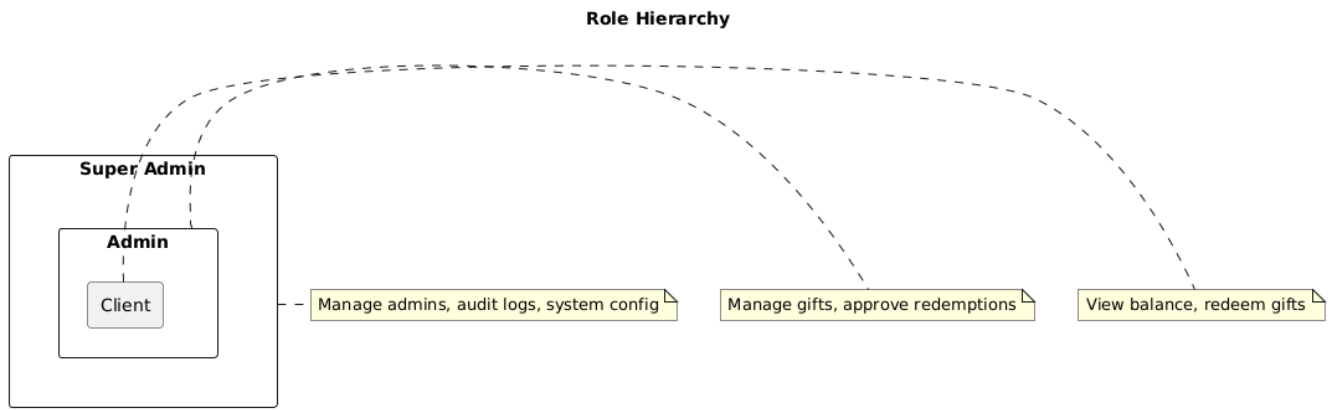 Role Hierarchy
Super Admin
Admin
Client
Manage admins, audit logs, system config
Manage gifts, approve redemptions
View balance, redeem gifts